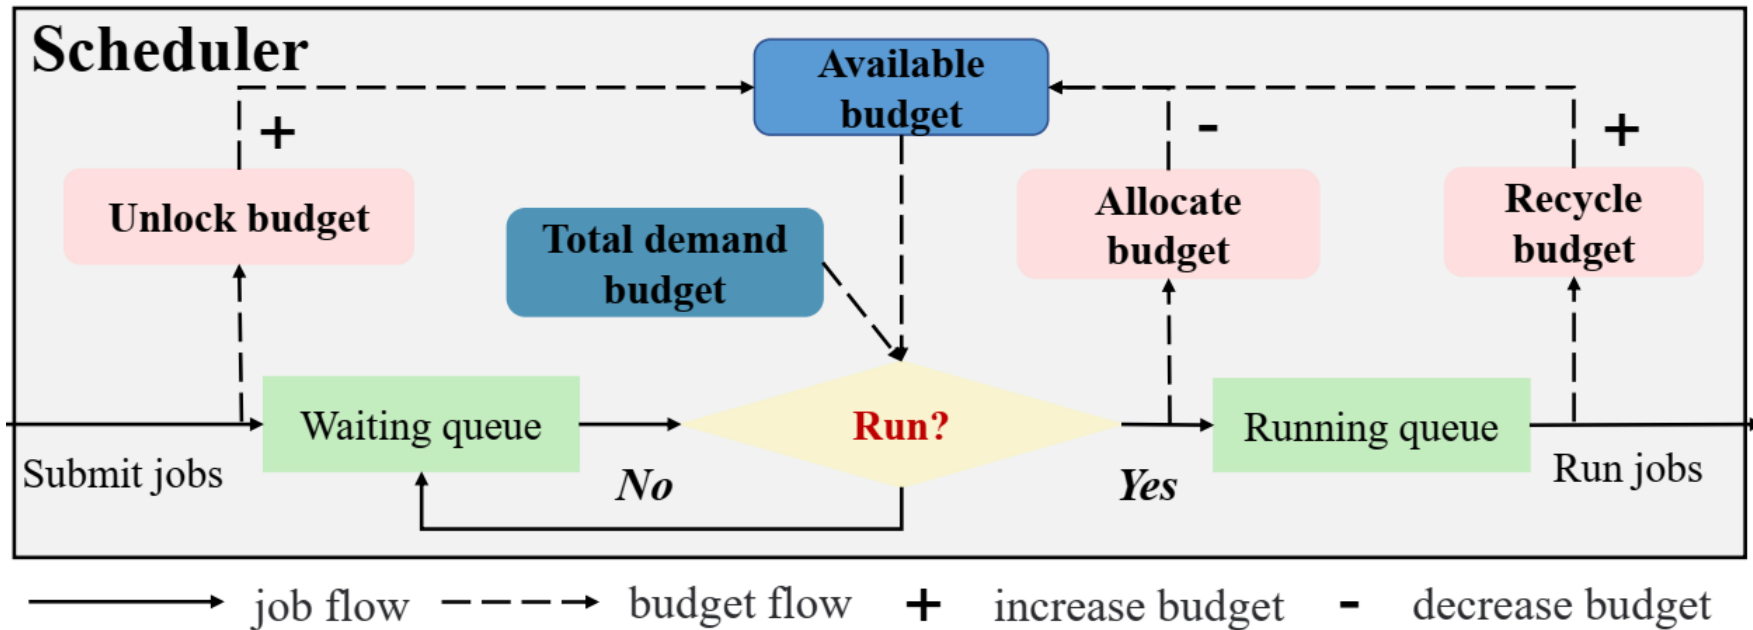 Scheduler
Available
budget
+
-
+
Unlock budget
Allocate
budget
Recycle
budget
Total demand
budget
Waiting queue
Run?
Running queue
Submit jobs
No
Yes
Run jobs
job flow
budget flow
+ increase budget
- decrease budget